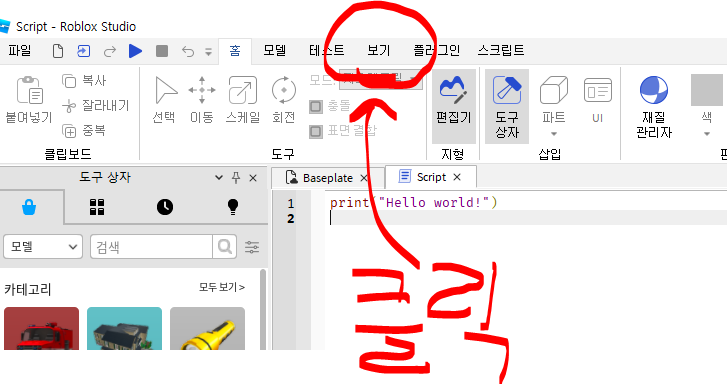 Script - Roblox Studio
파일 홈 모델 테스트 보기 플러그인 스크립트
붙여넣기 복사 잘라내기 중복
선택 이동 스케일 회전
충돌
표면 결합
편집기 도구 상자 파트 UI 재질 관리자 색
클립보드 도구 지형 삽입
도구 상자
Baseplate Script
1 print("Hello world!")
2
모델 검색
카테고리 모두 보기 >
클릭